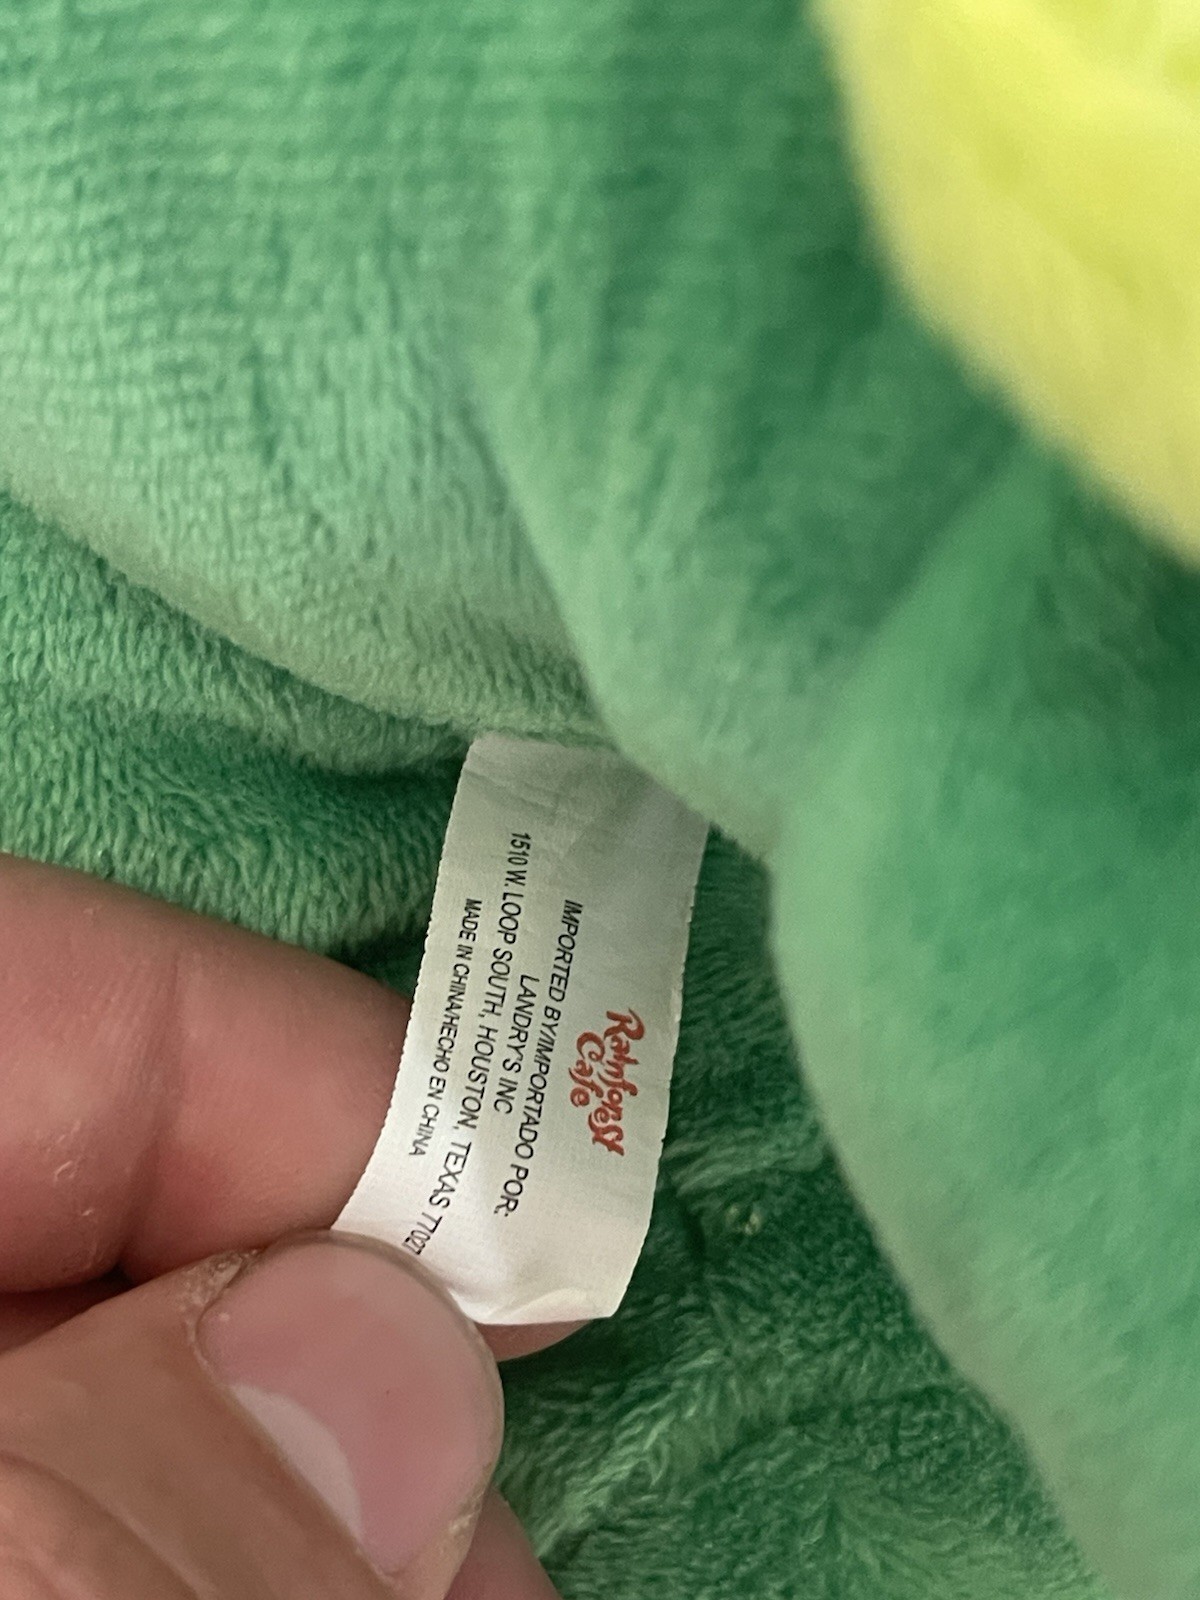 Rainforest
Cafe
IMPORTED BY/IMPORTADO POR:
LANDRY'S INC
1510 W. LOOP SOUTH, HOUSTON, TEXAS 77027
MADE IN CHINA/HECHO EN CHINA